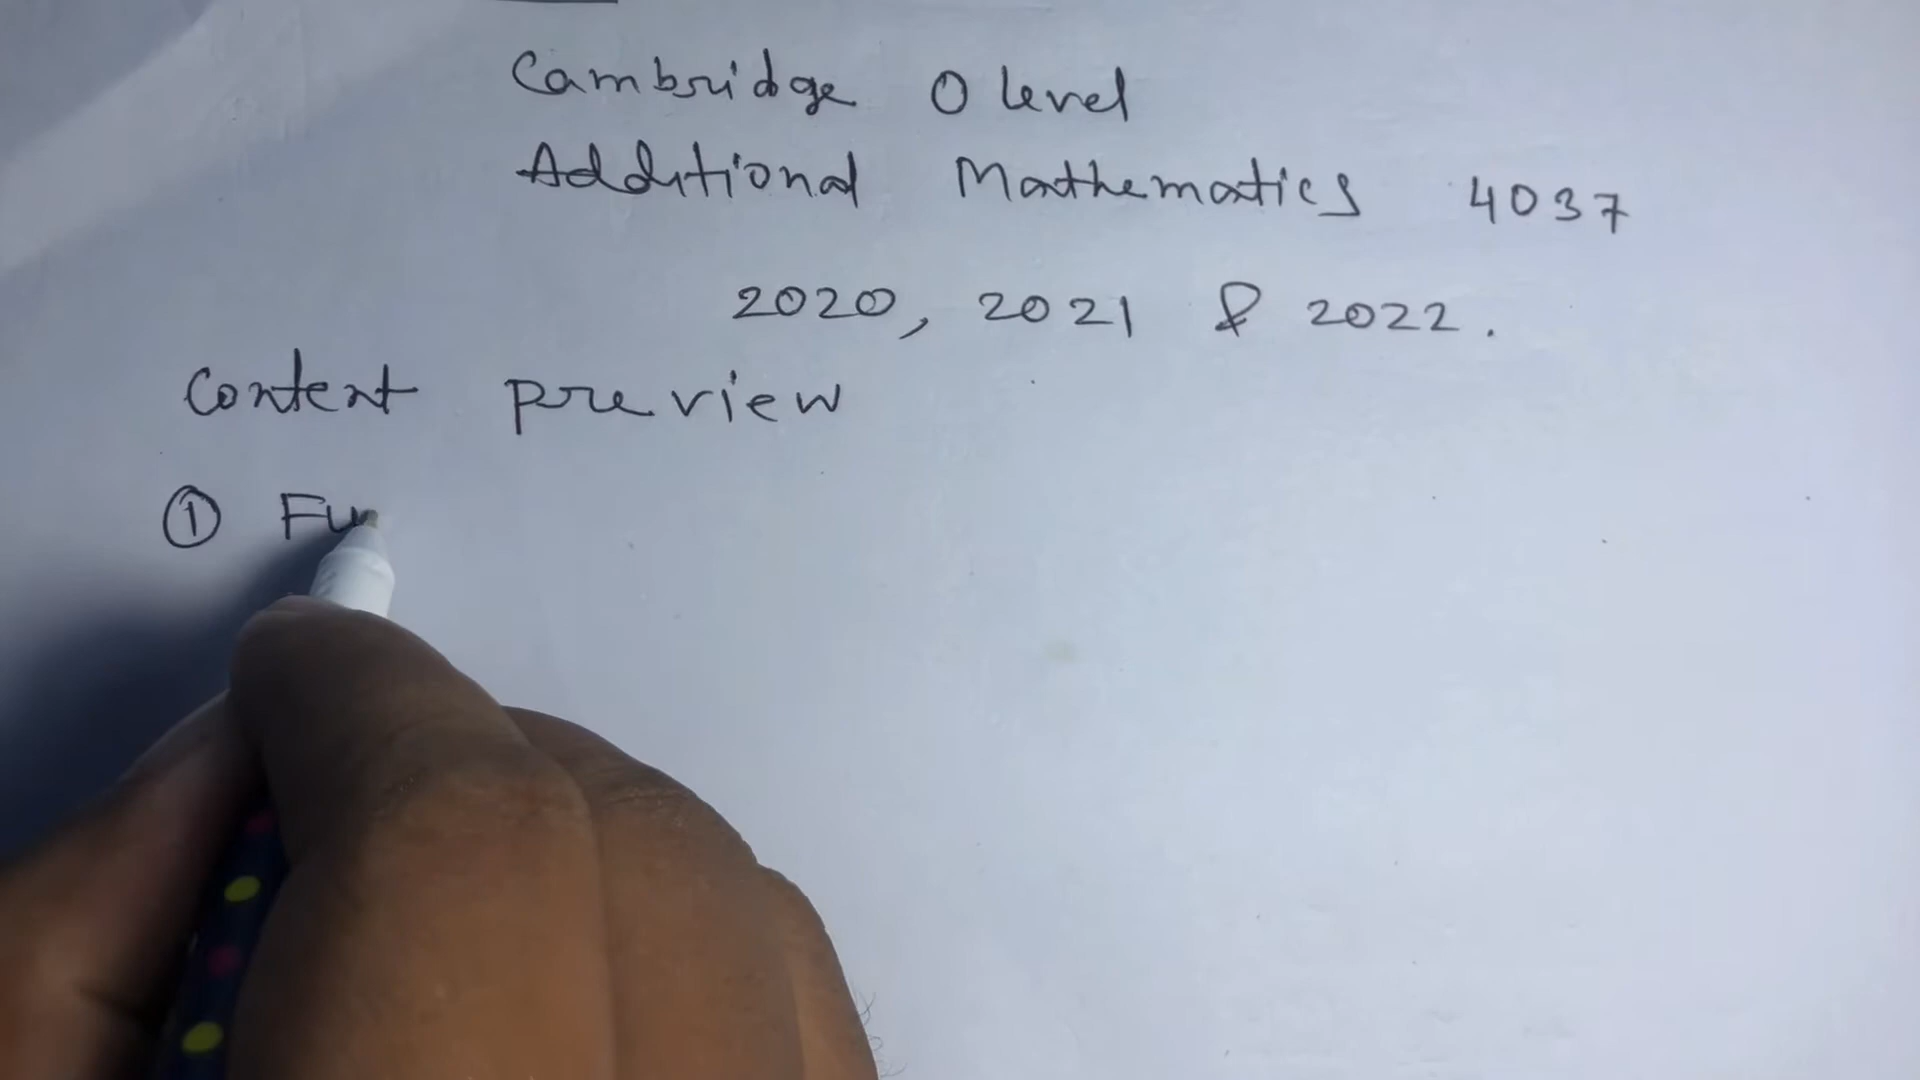 Cambridge O level
Additional Mathematics 4037
2020, 2021 & 2022.
Content preview
① Fu